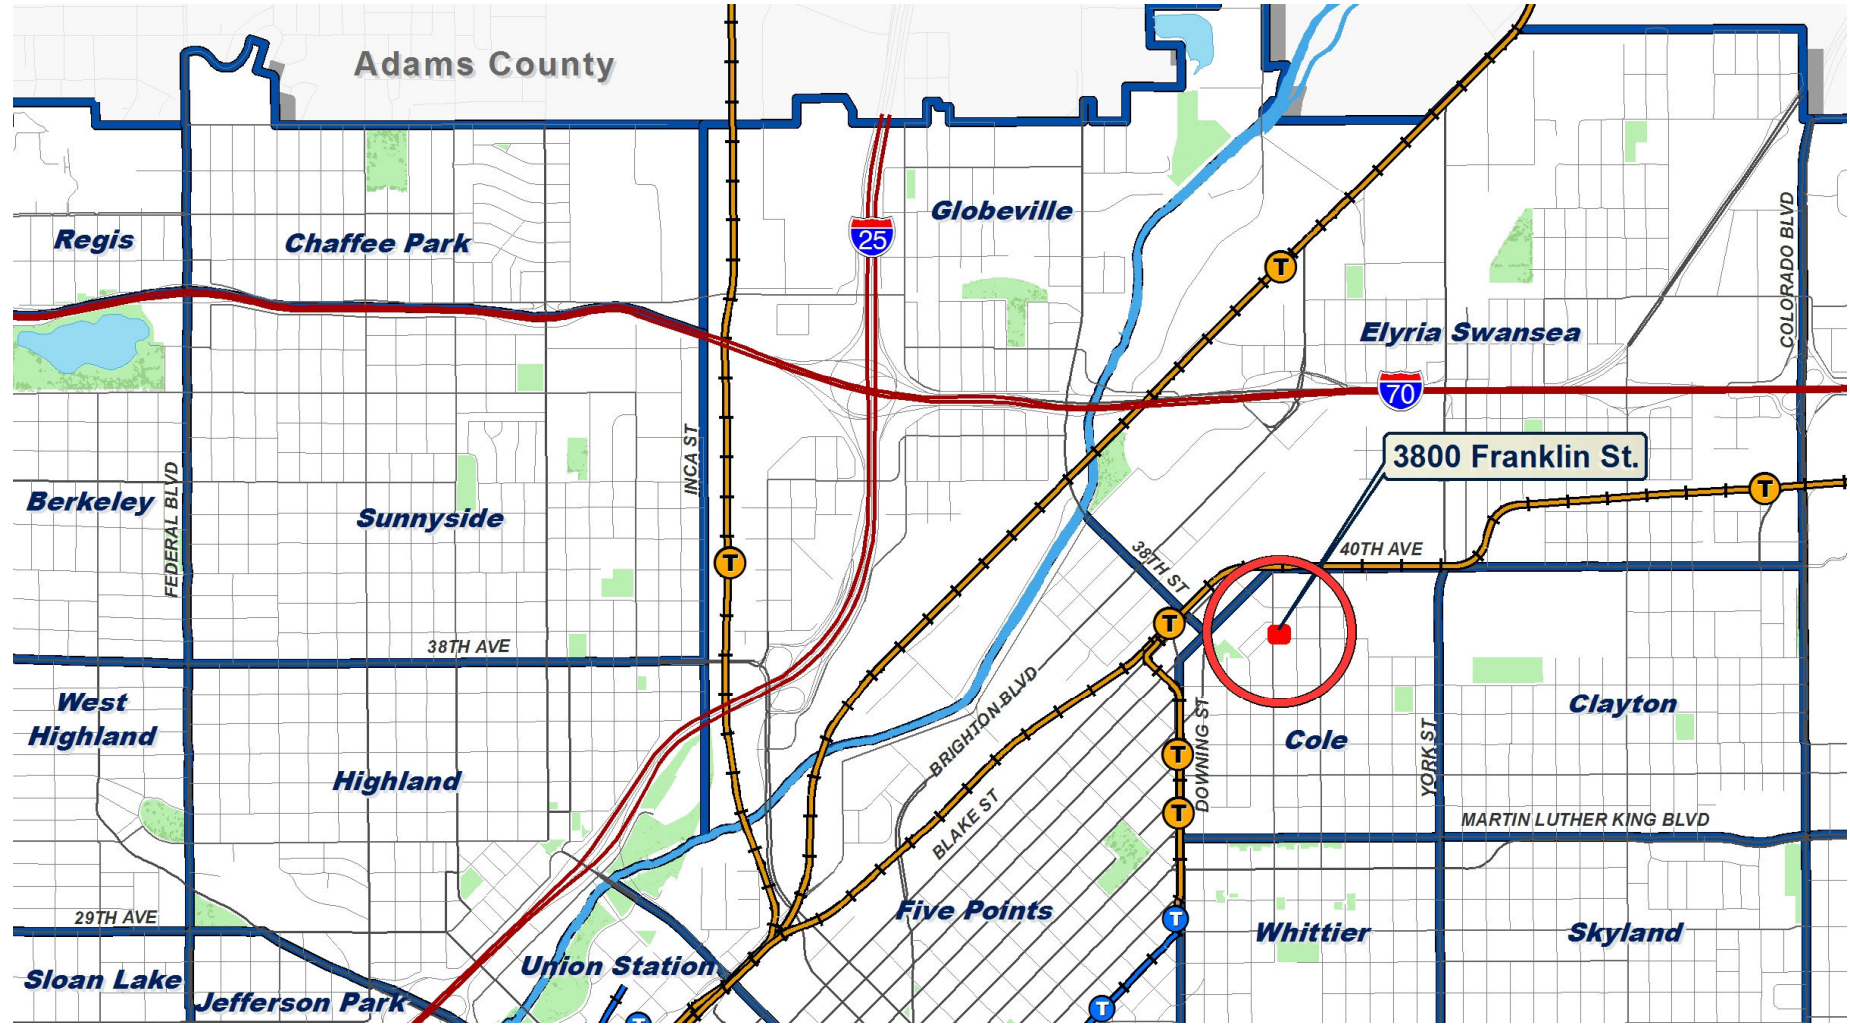 Adams County
Regis
Chaffee Park
25
Globeville
COLORADO BLVD
Elyria Swansea
T
70
3800 Franklin St.
INCA ST
FEDERAL BLVD
Berkeley
Sunnyside
T
T
38TH ST
40TH AVE
T
38TH AVE
West
Highland
Highland
BRIGHTON BLVD
BLAKE ST
DOWNING ST
T
T
Cole
YORK ST
Clayton
MARTIN LUTHER KING BLVD
29TH AVE
Five Points
T
Whittier
Skyland
Sloan Lake
Union Station
Jefferson Park
T
T